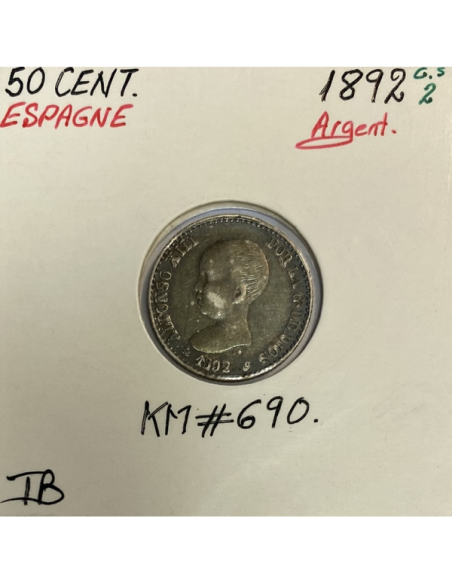 50 CENT.
ESPAGNE
1892 G.S
2
Argent.
ALFONSO XIII POR LA G. DE DIOS
1892
KM#690.
TB